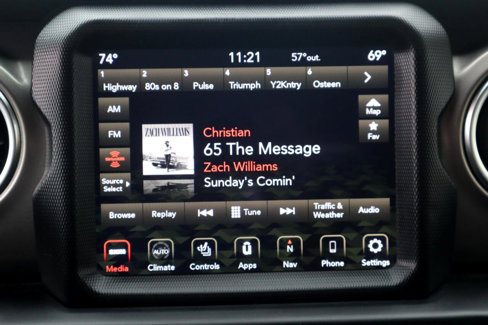 74° 11:21 57°out. 69°
1 2 3 4 5 6
Highway 80s on 8 Pulse Triumph Y2Kntry Osteen
AM
FM
SiriusXM
Source
Select
Map
Fav
ZACH WILLIAMS
Christian
65 The Message
Zach Williams
Sunday's Comin'
Browse Replay Tune Traffic &
Weather Audio
AUTO
N
Media Climate Controls Apps Nav Phone Settings